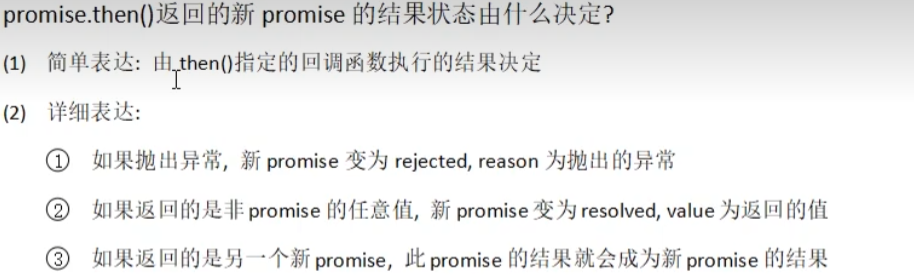 promise.then()返回的新 promise 的结果状态由什么决定?
(1) 简单表达: 由 then()指定的回调函数执行的结果决定
(2) 详细表达:
① 如果抛出异常, 新 promise 变为 rejected, reason 为抛出的异常
② 如果返回的是非 promise 的任意值, 新 promise 变为 resolved, value 为返回的值
③ 如果返回的是另一个新 promise, 此 promise 的结果就会成为新 promise 的结果